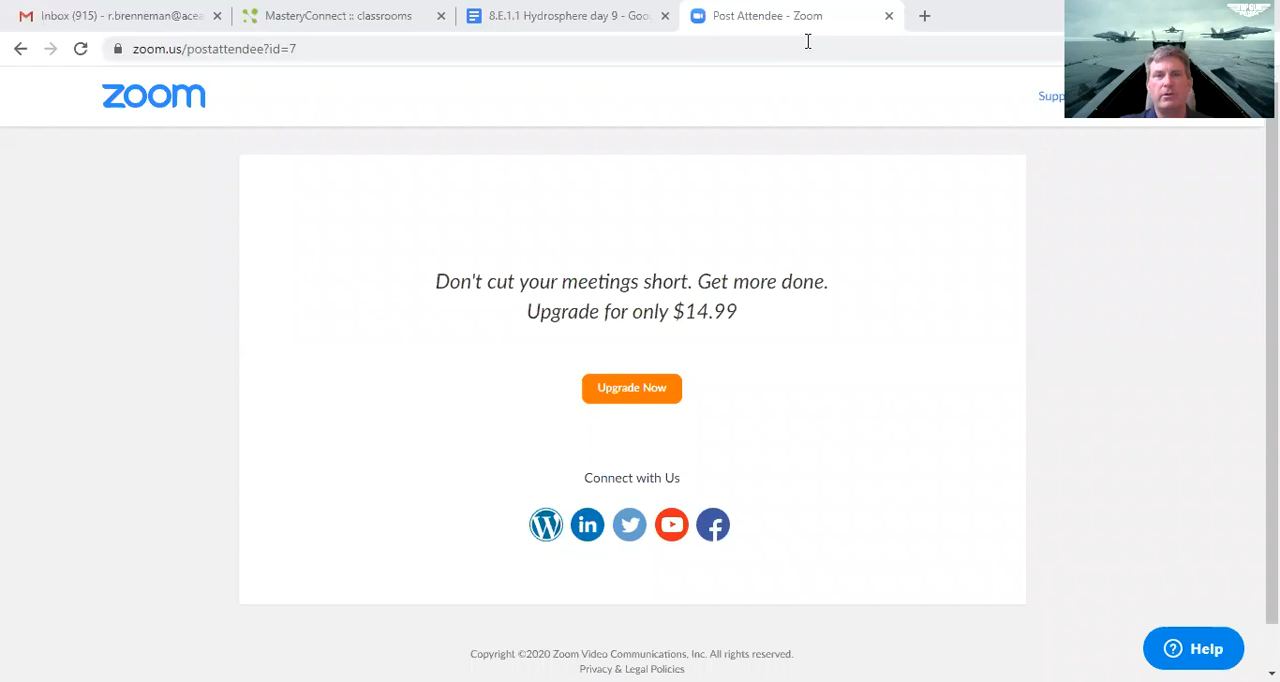 Inbox (915) - r.brenneman@acea
MasteryConnect :: classrooms
8.E.1.1 Hydrosphere day 9 - Goo
Post Attendee - Zoom
zoom.us/postattendee?id=7
zoom
Supp
Don't cut your meetings short. Get more done.
Upgrade for only $14.99
Upgrade Now
Connect with Us
Copyright ©2020 Zoom Video Communications, Inc. All rights reserved.
Privacy & Legal Policies
Help